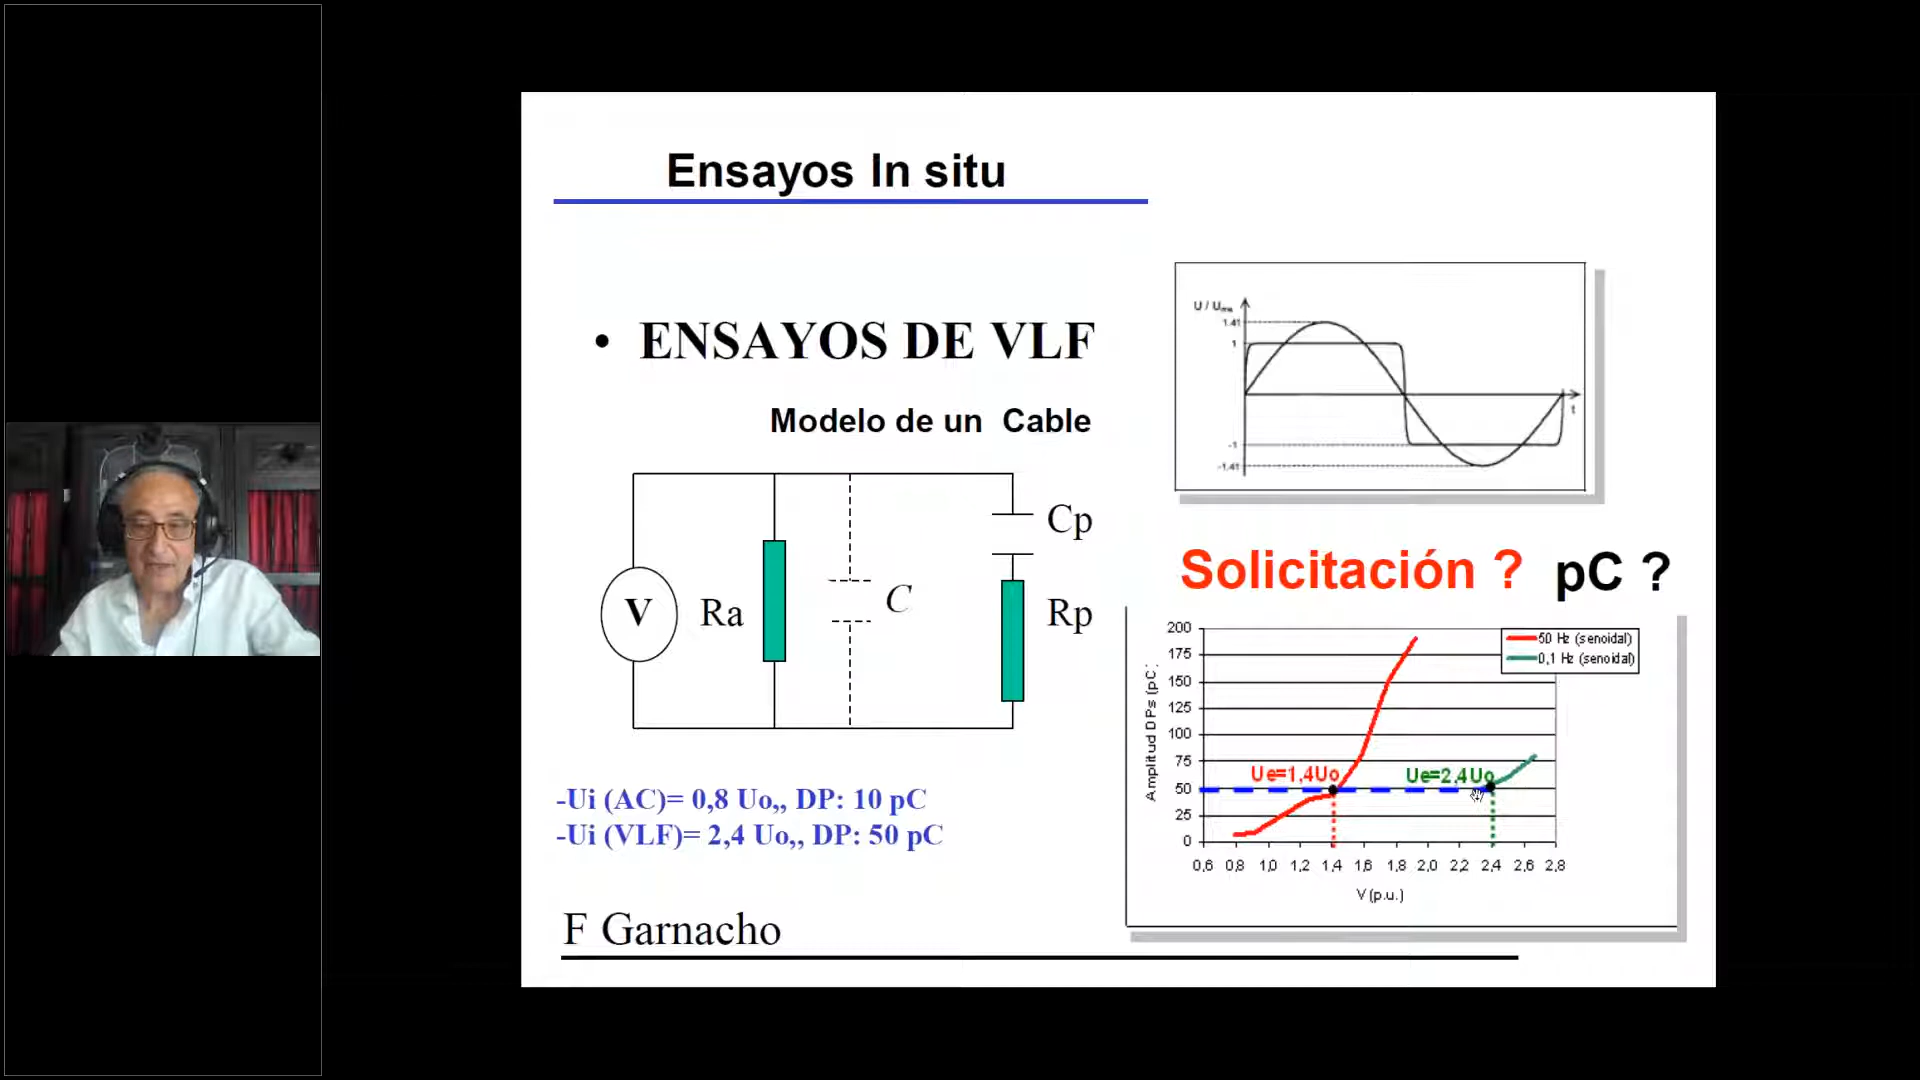 Ensayos In situ
• ENSAYOS DE VLF
Modelo de un Cable
V
Ra
C
Cp
Rp
-Ui (AC)= 0,8 Uo,, DP: 10 pC
-Ui (VLF)= 2,4 Uo,, DP: 50 pC
F Garnacho
1.41
1
-1
-1.41
t
Solicitación ? pC ?
50 Hz (senoidal)
0,1 Hz (senoidal)
Amplitud DPs (pC)
200
175
150
125
100
75
50
25
0
Ue=1,4Uo
Ue=2,4Uo
0,6 0,8 1,0 1,2 1,4 1,6 1,8 2,0 2,2 2,4 2,6 2,8
V (p.u.)